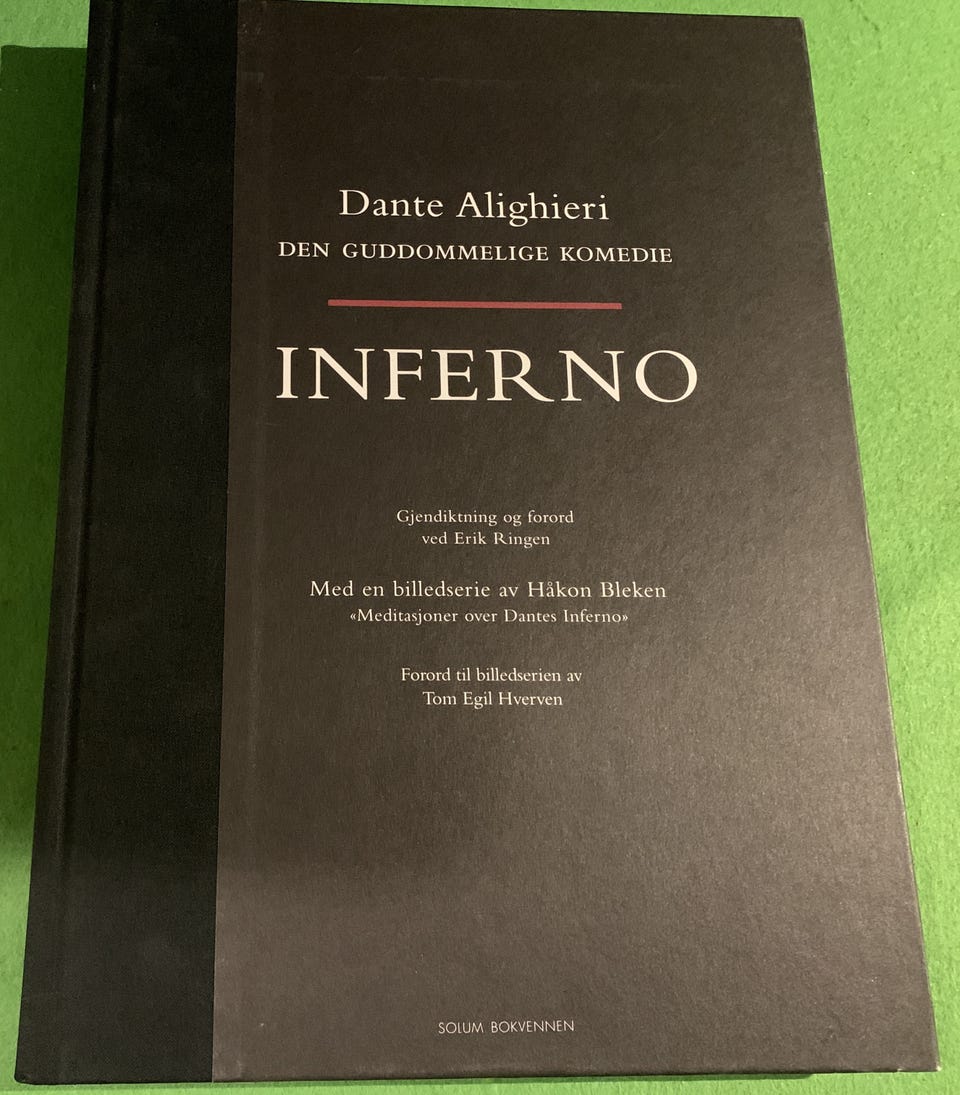 Dante Alighieri
DEN GUDDOMMELIGE KOMEDIE
INFERNO
Gjendiktning og forord
ved Erik Ringen
Med en billedserie av Håkon Bleken
«Meditasjoner over Dantes Inferno»
Forord til billedserien av
Tom Egil Hverven
SOLUM BOKVENNEN